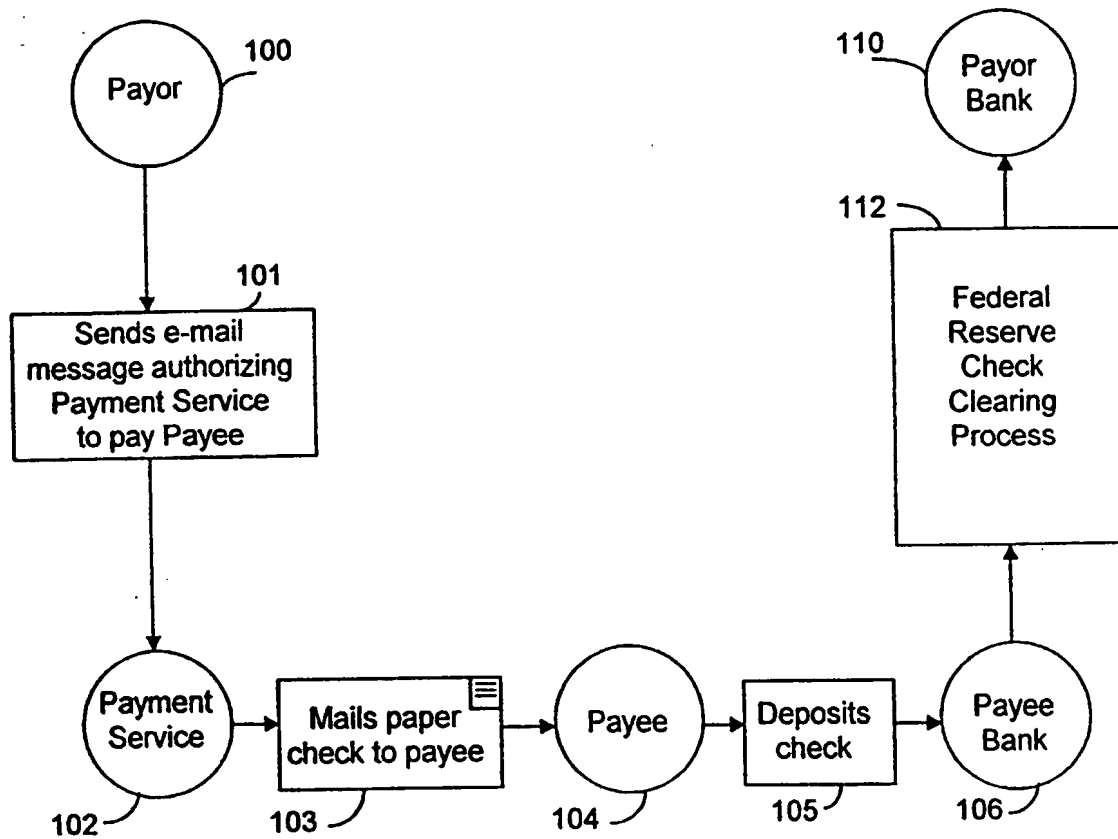 100
Payor
101
Sends e-mail
message authorizing
Payment Service
to pay Payee
Payment
Service
102
Mails paper
check to payee
103
Payee
104
Deposits
check
105
Payee
Bank
106
112
Federal
Reserve
Check
Clearing
Process
110
Payor
Bank